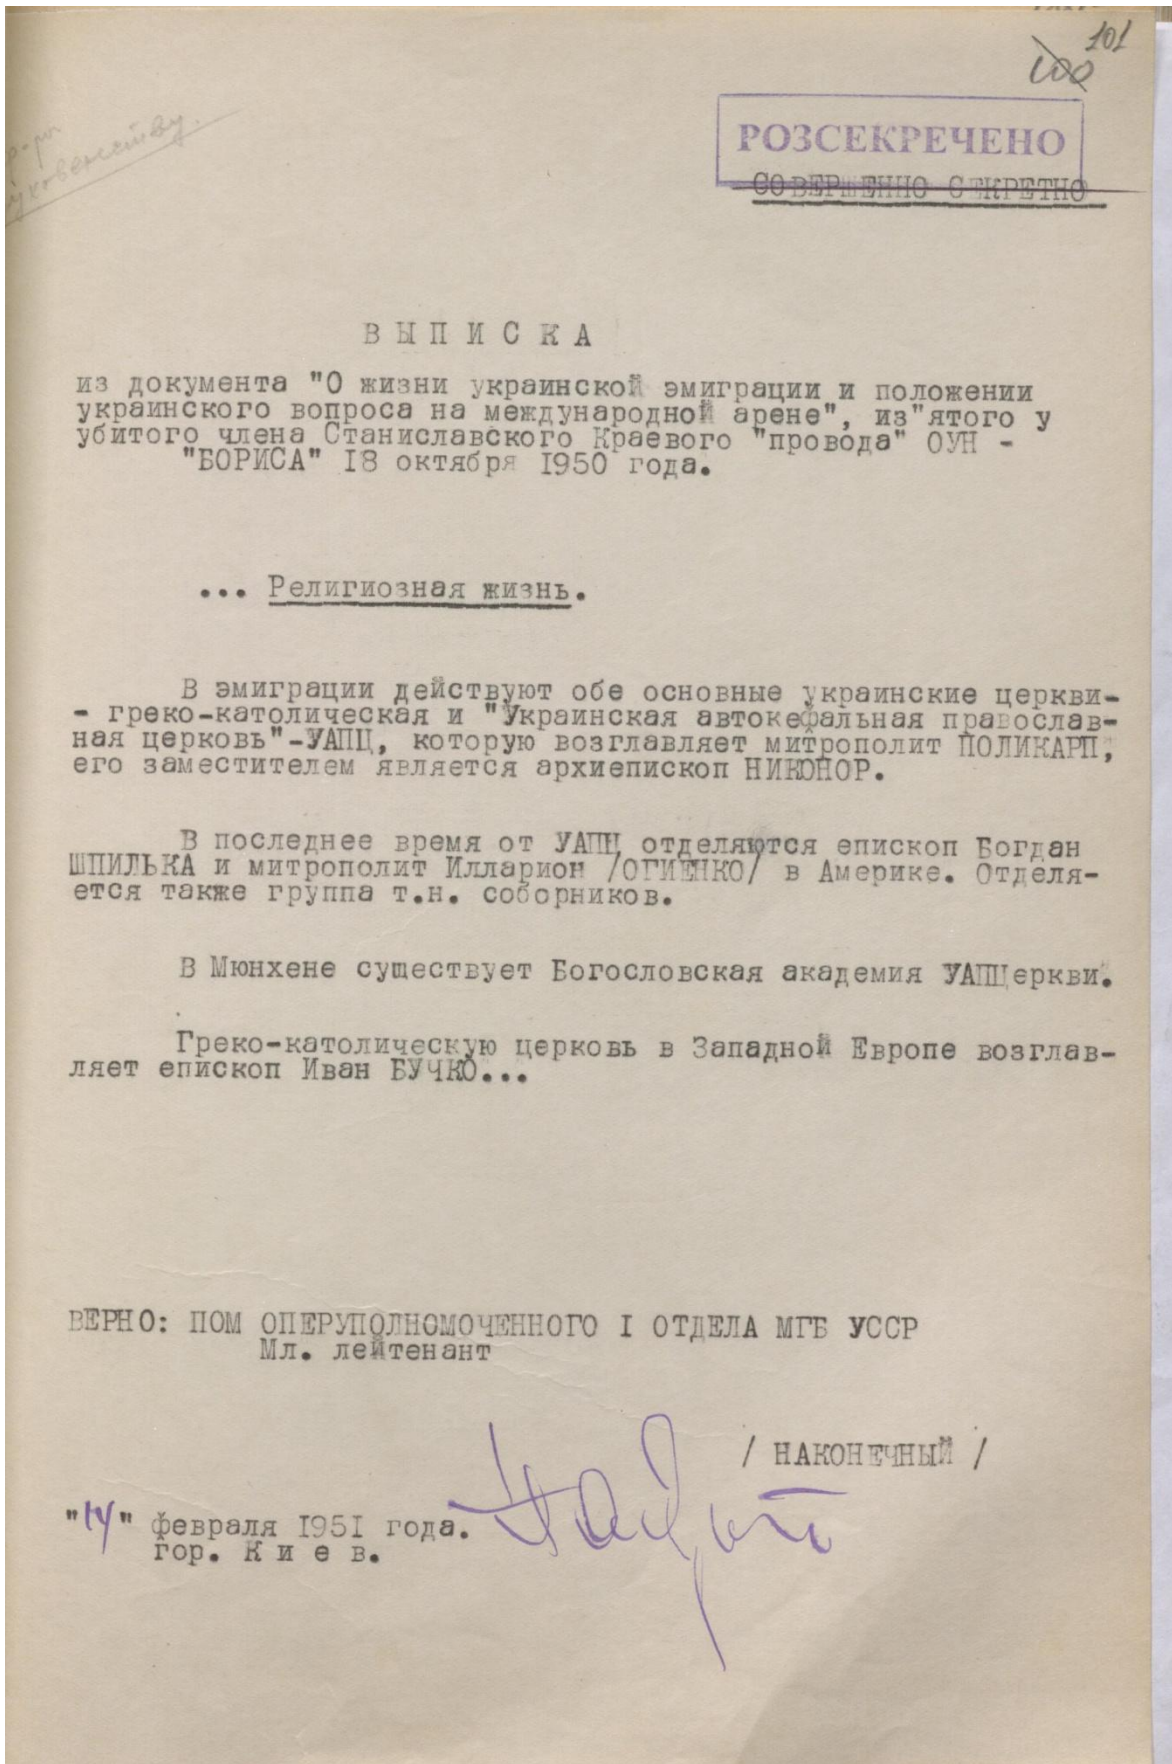 101
100
духовенству.
РОЗСЕКРЕЧЕНО
СОВЕРШЕННО СЕКРЕТНО
В Ы П И С К А
из документа "О жизни украинской эмиграции и положении
украинского вопроса на международной арене", из"ятого у
убитого члена Станиславского Краевого "провода" ОУН -
"БОРИСА" 18 октября 1950 года.
... Религиозная жизнь.
В эмиграции действуют обе основные украинские церкви-
- греко-католическая и "Украинская автокефальная православ-
ная церковь"-УАПЦ, которую возглавляет митрополит ПОЛИКАРП,
его заместителем является архиепископ НИКОНОР.
В последнее время от УАПЦ отделяются епископ Богдан
ШПИЛЬКА и митрополит Илларион /ОГИЕНКО/ в Америке. Отделя-
ется также группа т.н. соборников.
В Мюнхене существует Богословская академия УАПЦеркви.
Греко-католическую церковь в Западной Европе возглав-
ляет епископ Иван БУЧКО...
ВЕРНО: ПОМ ОПЕРУПОЛНОМОЧЕННОГО I ОТДЕЛА МГБ УССР
Мл. лейтенант
/ НАКОНЕЧНЫЙ /
"14" февраля 1951 года.
гор. К и е в.